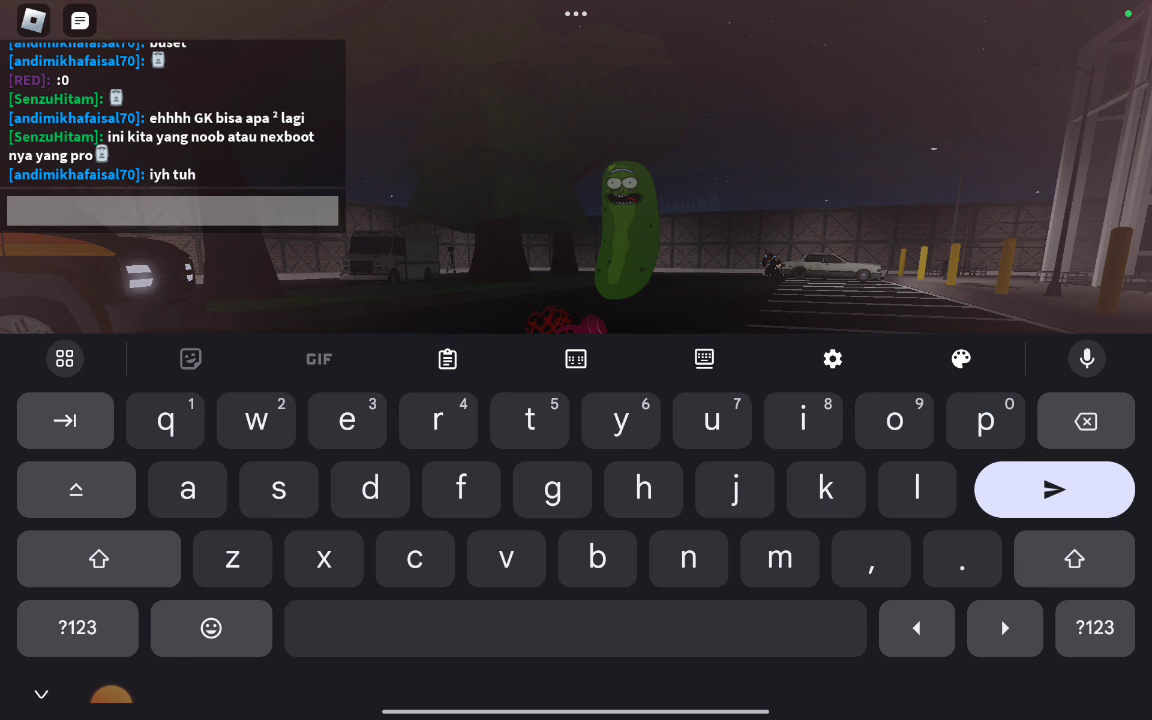 [andimikhafaisal70]: buset
[andimikhafaisal70]: 🗿
[RED]: :0
[SenzuHitam]: 🗿
[andimikhafaisal70]: ehhhh GK bisa apa ² lagi
[SenzuHitam]: ini kita yang noob atau nexboot
nya yang pro🗿
[andimikhafaisal70]: iyh tuh
GIF
q 1 w 2 e 3 r 4 t 5 y 6 u 7 i 8 o 9 p 0
a s d f g h j k l
z x c v b n m , .
?123 ?123